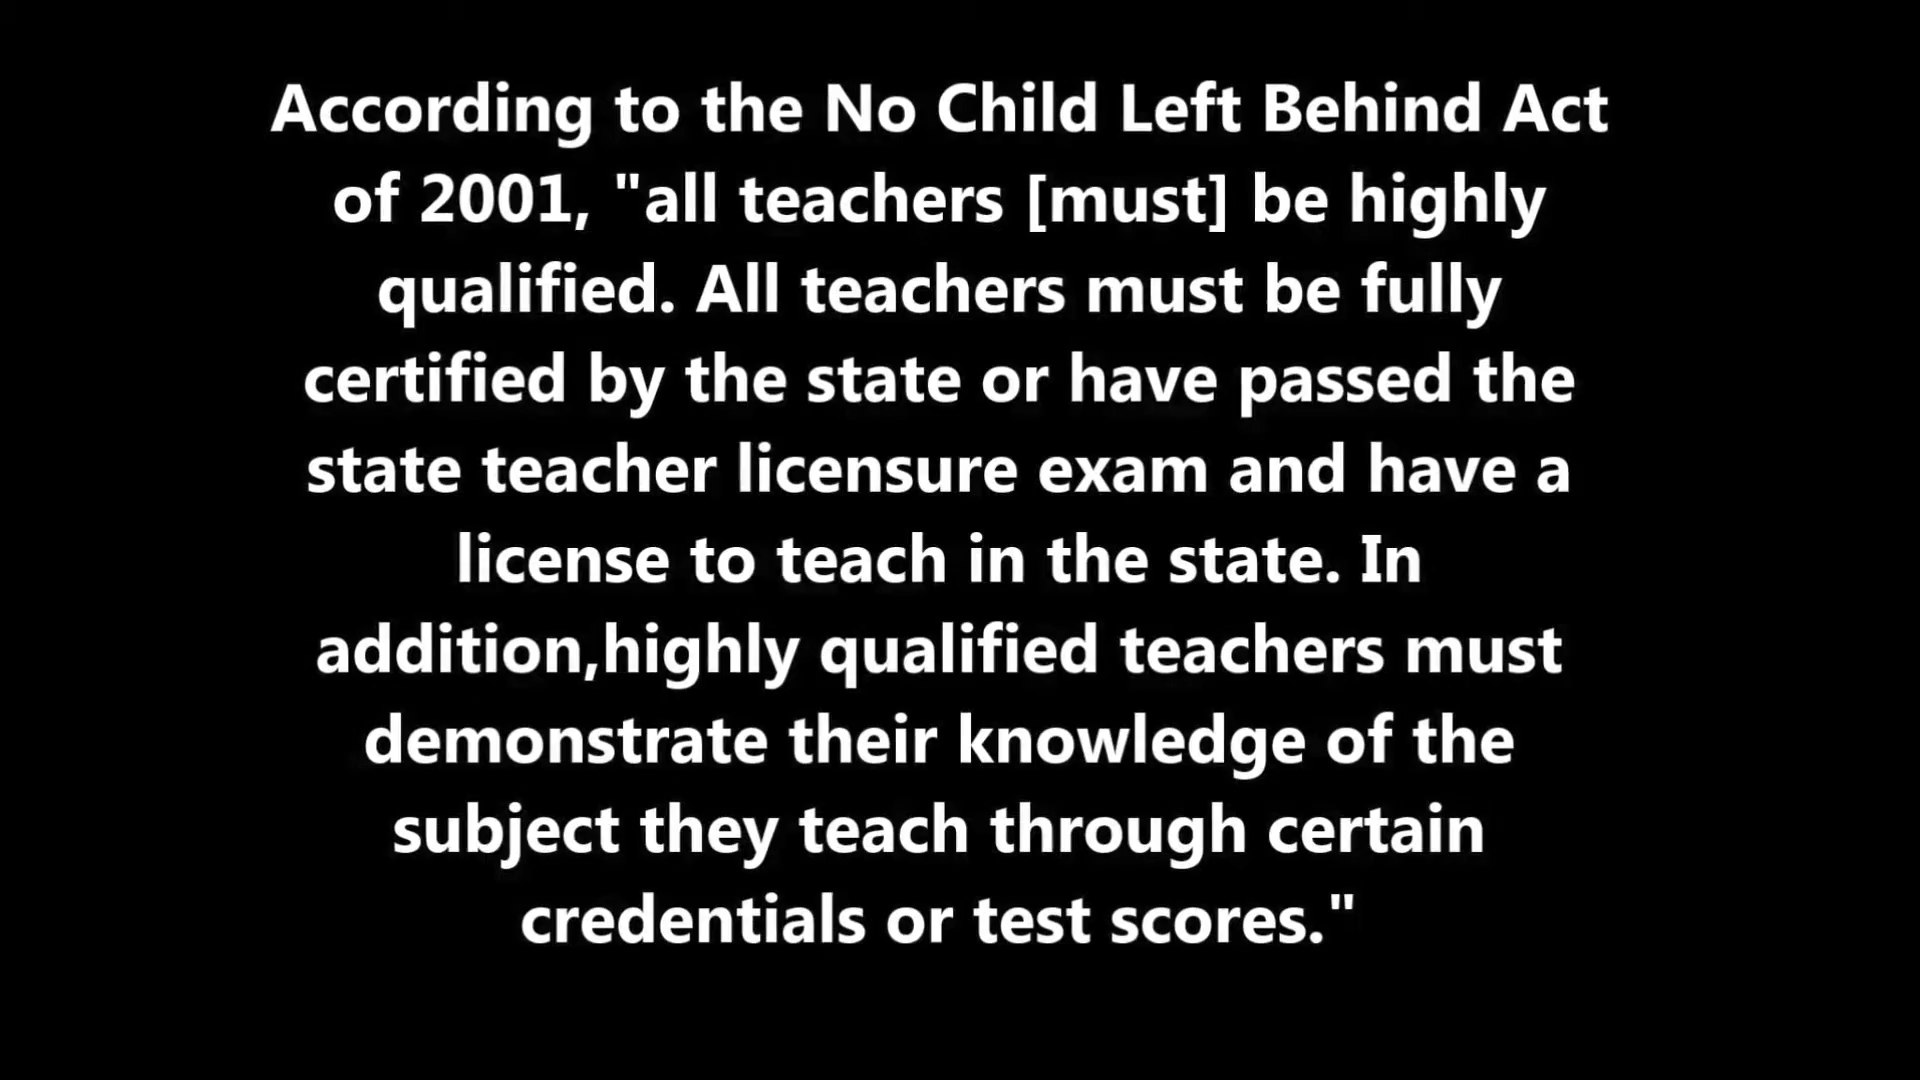 According to the No Child Left Behind Act
of 2001, "all teachers [must] be highly
qualified. All teachers must be fully
certified by the state or have passed the
state teacher licensure exam and have a
license to teach in the state. In
addition,highly qualified teachers must
demonstrate their knowledge of the
subject they teach through certain
credentials or test scores."